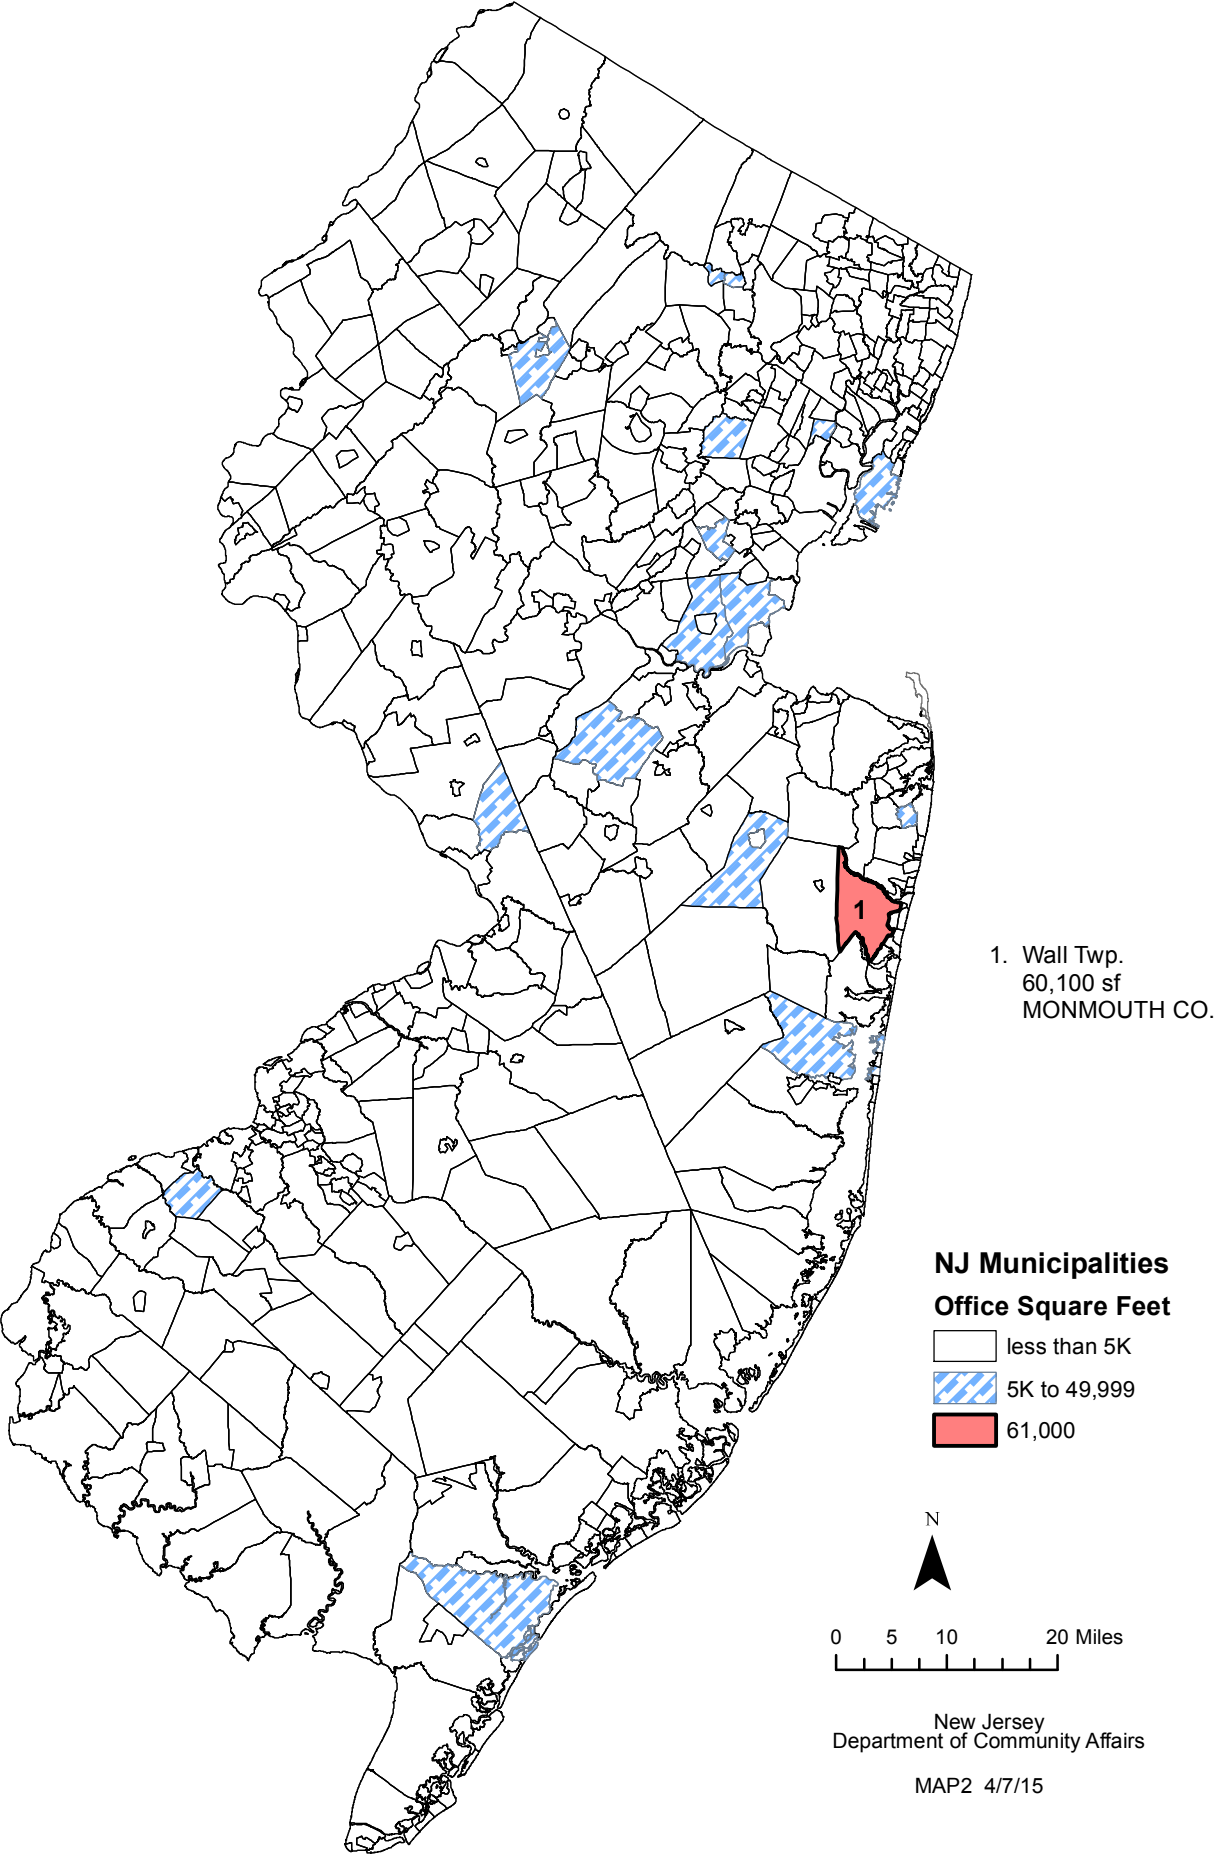 1
1. Wall Twp.
60,100 sf
MONMOUTH CO.
NJ Municipalities
Office Square Feet
less than 5K
5K to 49,999
61,000
N
0 5 10 20 Miles
New Jersey
Department of Community Affairs
MAP2 4/7/15